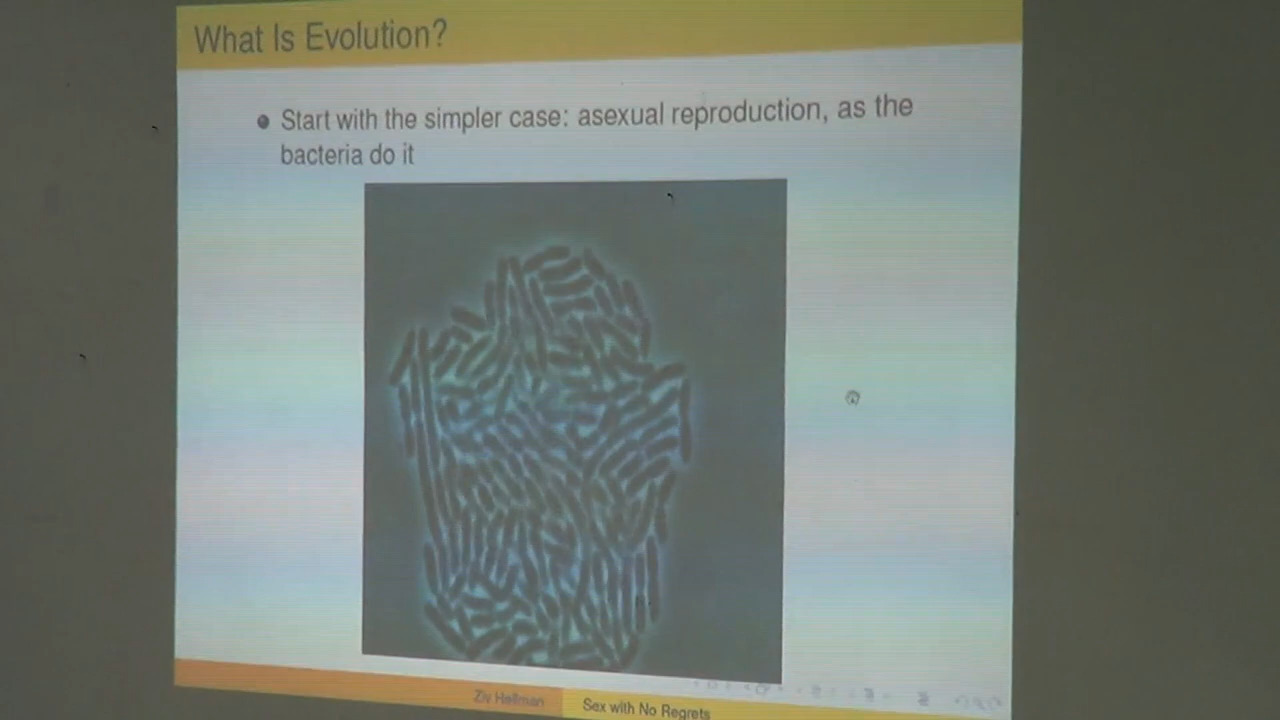 What Is Evolution?
Start with the simpler case: asexual reproduction, as the
bacteria do it
Ziv Hellman
Sex with No Regrets